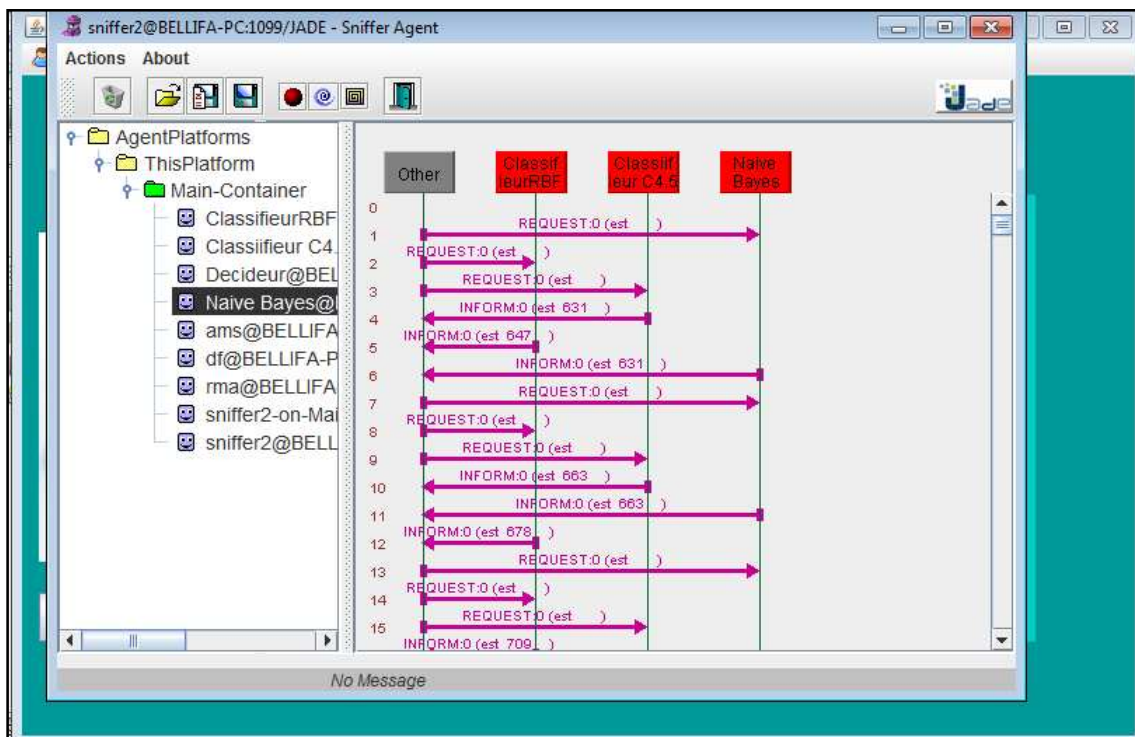 sniffer2@BELLIFA-PC:1099/JADE - Sniffer Agent
Actions About
Jade
AgentPlatforms
ThisPlatform
Main-Container
ClassifieurRBF
Classiifieur C4.
Decideur@BEL
Naive Bayes@
ams@BELLIFA
df@BELLIFA-P
rma@BELLIFA
sniffer2-on-Mai
sniffer2@BELL
Other
Classif
ieurRBF
Classiif
ieur C4.5
Naive
Bayes
0
REQUEST:0 (est )
1
REQUEST:0 (est )
2
REQUEST:0 (est )
3
INFORM:0 (est 631 )
4
INFORM:0 (est 647 )
5
INFORM:0 (est 631 )
6
REQUEST:0 (est )
7
REQUEST:0 (est )
8
REQUEST:0 (est )
9
INFORM:0 (est 663 )
10
INFORM:0 (est 663 )
11
INFORM:0 (est 678 )
12
REQUEST:0 (est )
13
REQUEST:0 (est )
14
REQUEST:0 (est )
15
INFORM:0 (est 709 )
No Message